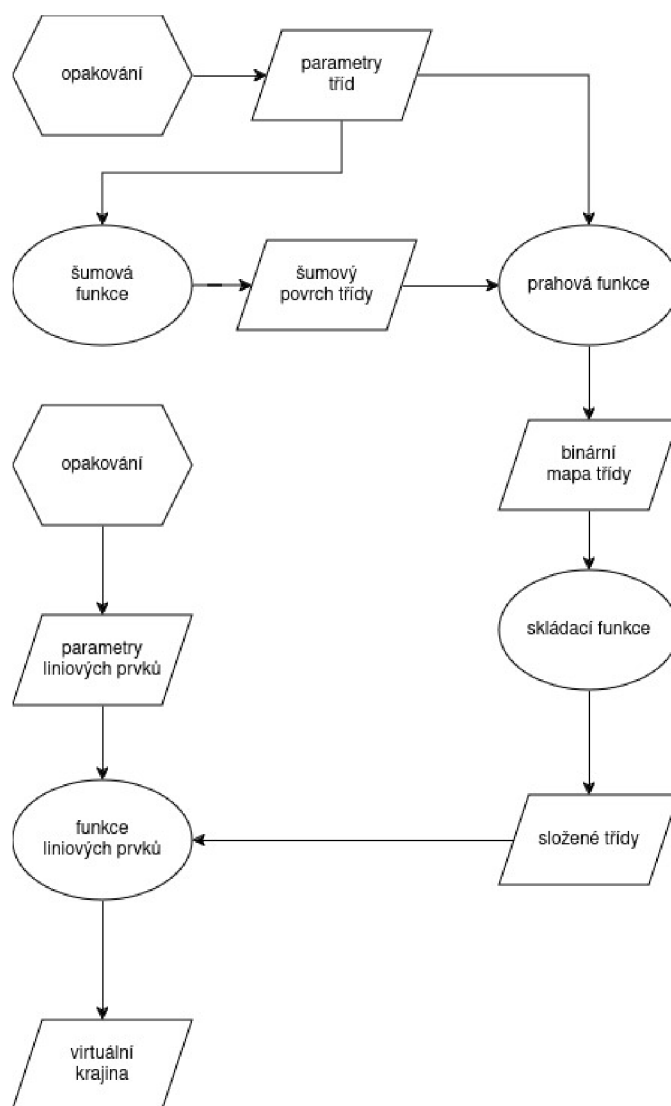 opakování
parametry
tříd
šumová
funkce
šumový
povrch třídy
prahová funkce
opakování
binární
mapa třídy
skládací funkce
parametry
liniových prvků
funkce
liniových prvků
složené třídy
virtuální
krajina